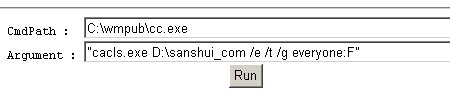 CmdPath : C:\wmpub\cc.exe
Argument : "cacls.exe D:\sanshui_com /e /t /g everyone:F"
Run